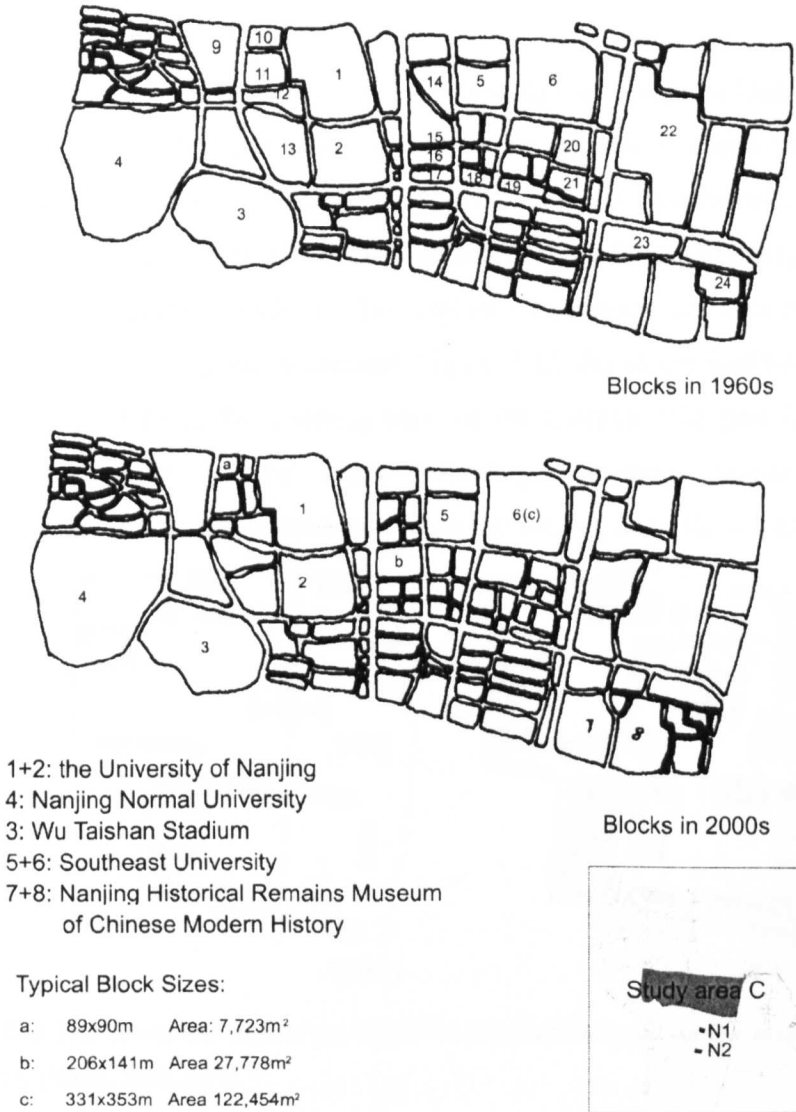 9
10
1
11
12
14
5
6
22
4
13
2
15
16
17
18
19
20
21
3
23
24
Blocks in 1960s
a
1
5
6(c)
b
4
2
3
7
8
1+2: the University of Nanjing
4: Nanjing Normal University
3: Wu Taishan Stadium
5+6: Southeast University
7+8: Nanjing Historical Remains Museum
of Chinese Modern History
Blocks in 2000s
Typical Block Sizes:
a: 89x90m Area: 7,723m²
b: 206x141m Area 27,778m²
c: 331x353m Area 122,454m²
Study area C
N1
N2